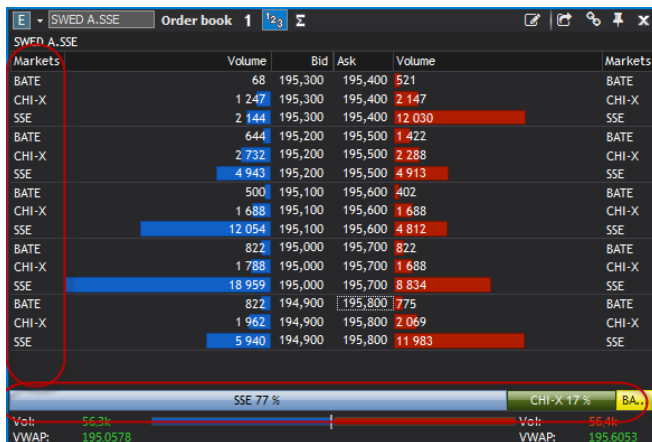 E SWED A.SSE Order book 1 123 Σ
SWED A.SSE
Markets Volume Bid Ask Volume Markets
BATE 68 195,300 195,400 521 BATE
CHI-X 1 247 195,300 195,400 2 147 CHI-X
SSE 2 144 195,300 195,400 12 030 SSE
BATE 644 195,200 195,500 1 422 BATE
CHI-X 2 732 195,200 195,500 2 288 CHI-X
SSE 4 943 195,200 195,500 4 913 SSE
BATE 500 195,100 195,600 402 BATE
CHI-X 1 688 195,100 195,600 1 688 CHI-X
SSE 12 054 195,100 195,600 4 812 SSE
BATE 822 195,000 195,700 822 BATE
CHI-X 1 788 195,000 195,700 1 688 CHI-X
SSE 18 959 195,000 195,700 8 834 SSE
BATE 822 194,900 195,800 775 BATE
CHI-X 1 962 194,900 195,800 2 069 CHI-X
SSE 5 940 194,900 195,800 11 983 SSE
SSE 77 % CHI-X 17 % BA..
Vol: 56,3k Vol: 56,4k
VWAP: 195.0578 VWAP: 195.6053